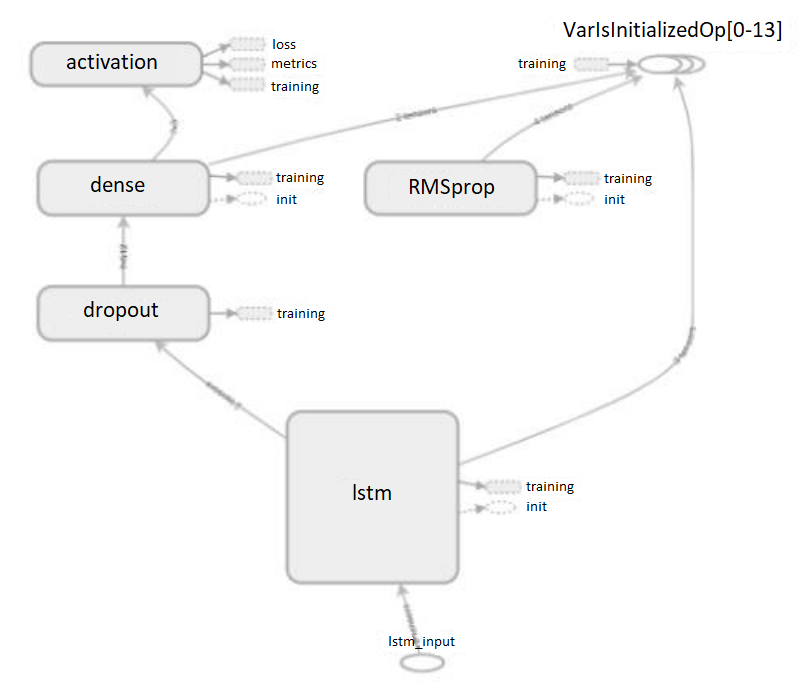 VarIsInitializedOp[0-13]
activation
loss
metrics
training
training
dense
training
init
RMSprop
training
init
dropout
training
lstm
training
init
lstm_input